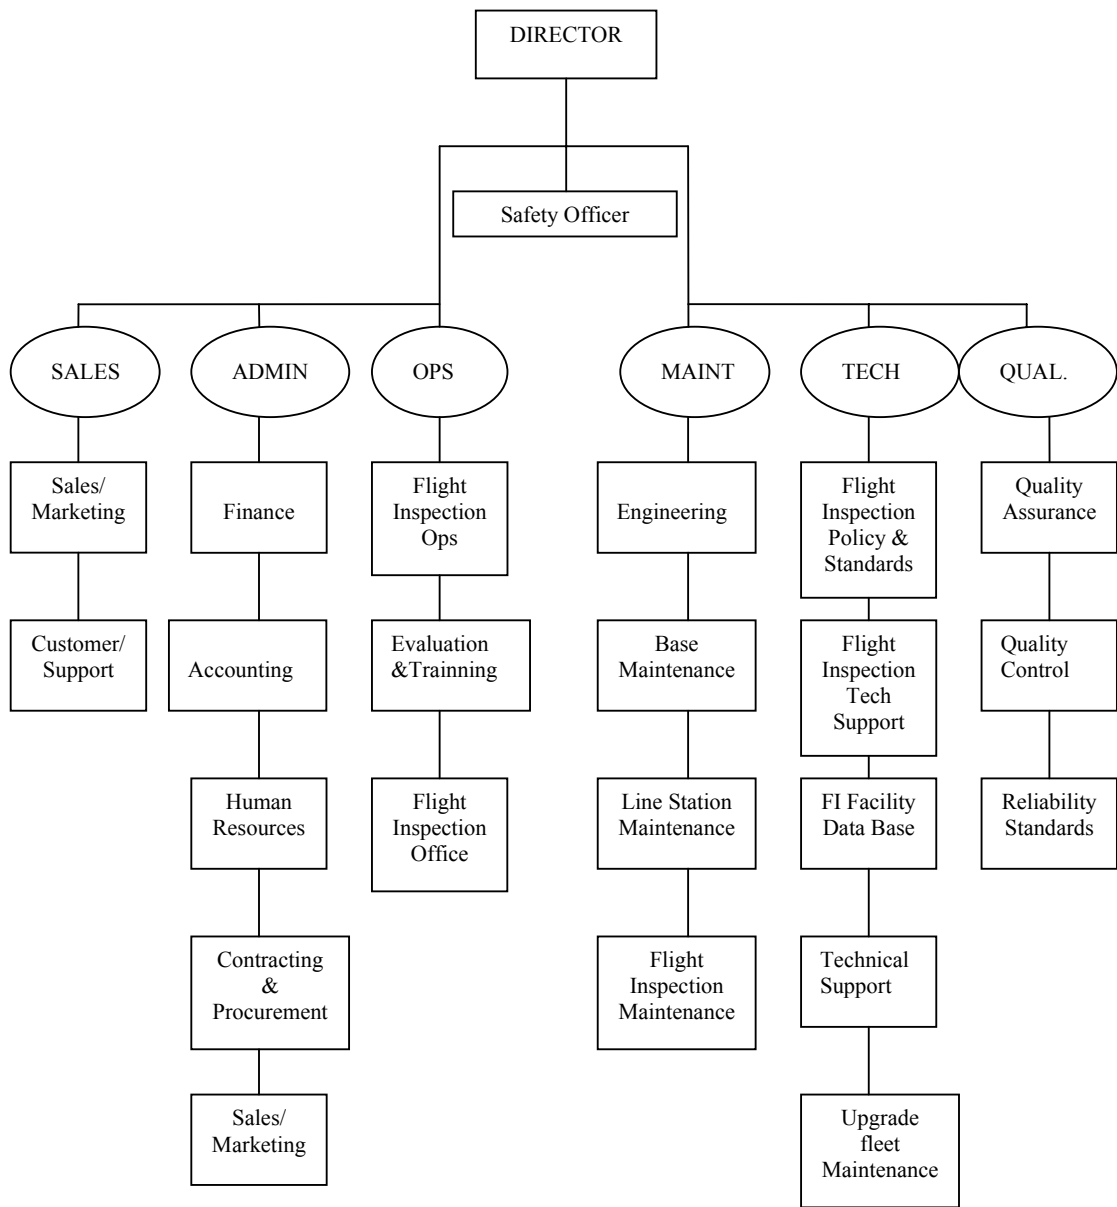 DIRECTOR
Safety Officer
SALES
ADMIN
OPS
MAINT
TECH
QUAL.
Sales/
Marketing
Customer/
Support
Finance
Accounting
Human
Resources
Contracting
&
Procurement
Sales/
Marketing
Flight
Inspection
Ops
Evaluation
&Trainning
Flight
Inspection
Office
Engineering
Base
Maintenance
Line Station
Maintenance
Flight
Inspection
Maintenance
Flight
Inspection
Policy &
Standards
Flight
Inspection
Tech
Support
FI Facility
Data Base
Technical
Support
Upgrade
fleet
Maintenance
Quality
Assurance
Quality
Control
Reliability
Standards